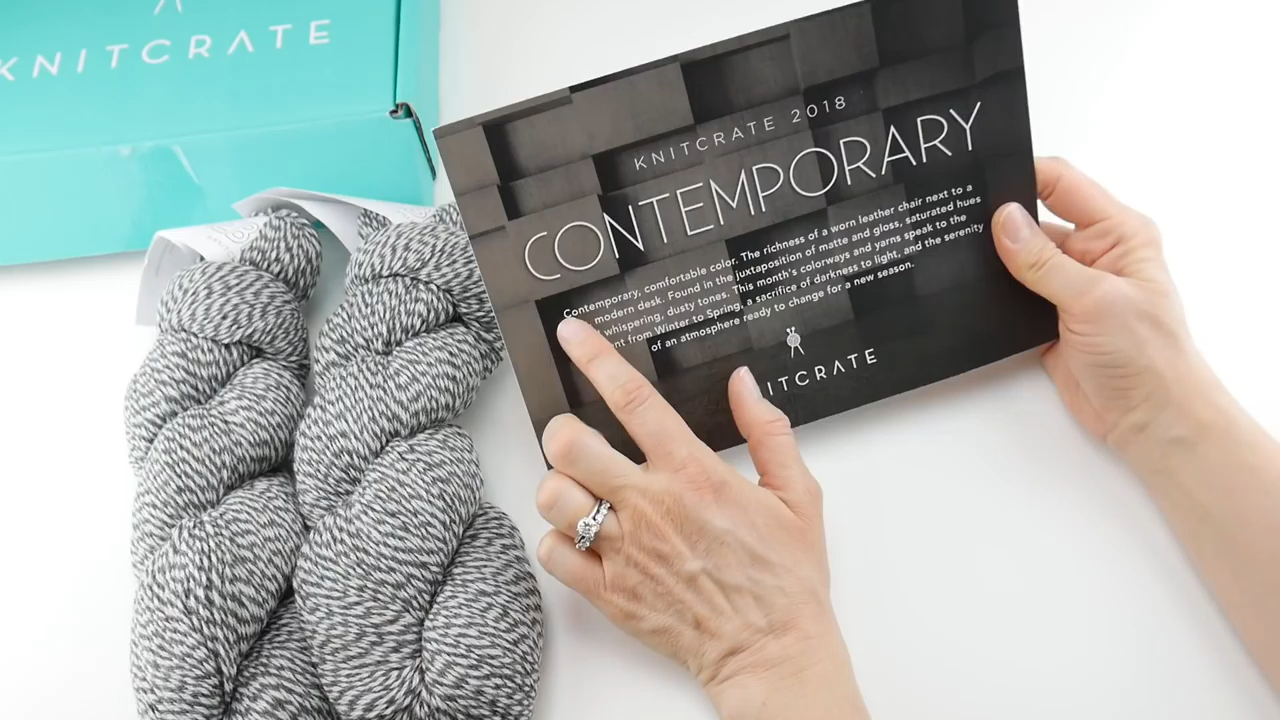 KNITCRATE
KNITCRATE 2018
CONTEMPORARY
Contemporary, comfortable color. The richness of a worn leather chair next to a
modern desk. Found in the juxtaposition of matte and gloss, saturated hues
whispering, dusty tones. This month's colorways and yarns speak to the
from Winter to Spring, a sacrifice of darkness to light, and the serenity
of an atmosphere ready to change for a new season.
KNITCRATE